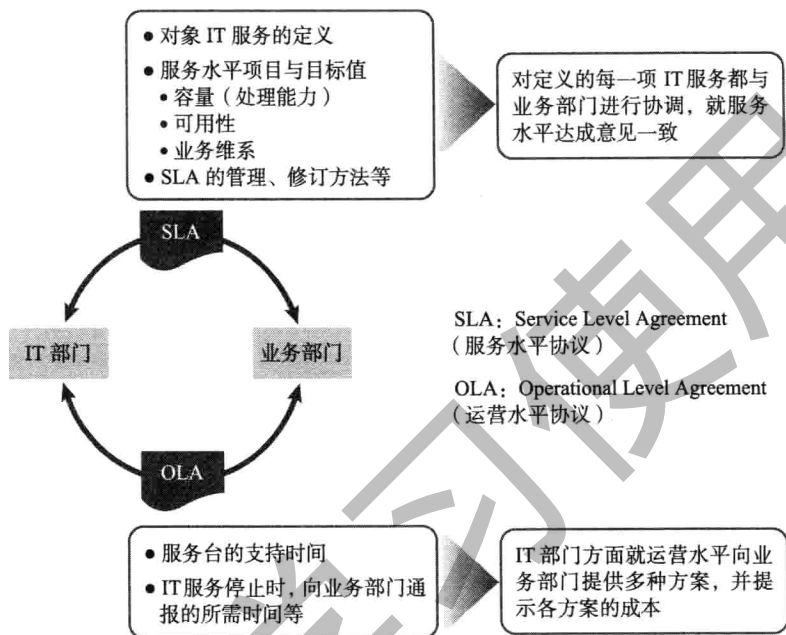 ● 对象 IT 服务的定义
● 服务水平项目与目标值
• 容量（处理能力）
• 可用性
• 业务维系
● SLA 的管理、修订方法等
对定义的每一项 IT 服务都与
业务部门进行协调，就服务
水平达成意见一致
SLA
IT 部门
业务部门
SLA：Service Level Agreement
（服务水平协议）
OLA：Operational Level Agreement
（运营水平协议）
OLA
● 服务台的支持时间
● IT 服务停止时，向业务部门通
报的所需时间等
IT 部门方面就运营水平向业
务部门提供多种方案，并提
示各方案的成本
学习使用